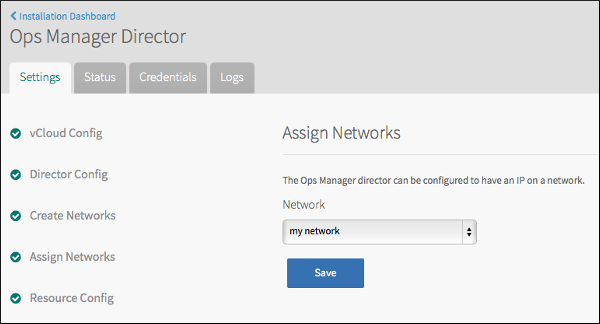 Installation Dashboard
Ops Manager Director
Settings Status Credentials Logs
vCloud Config
Director Config
Create Networks
Assign Networks
Resource Config
Assign Networks
The Ops Manager director can be configured to have an IP on a network.
Network
my network
Save